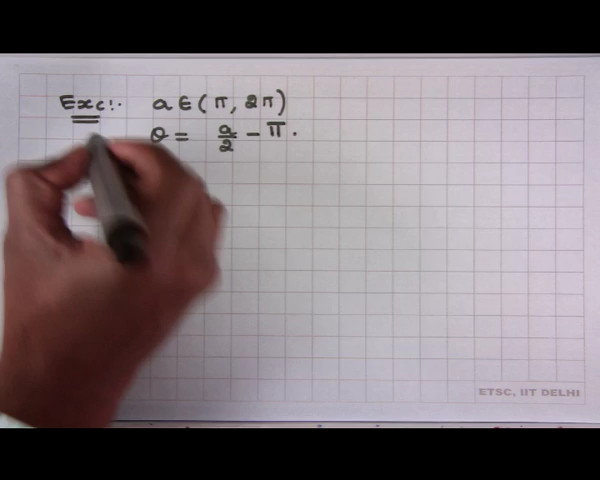 Exc:. a ∈ (π, 2π)
θ = a/2 - π.
ETSC, IIT DELHI